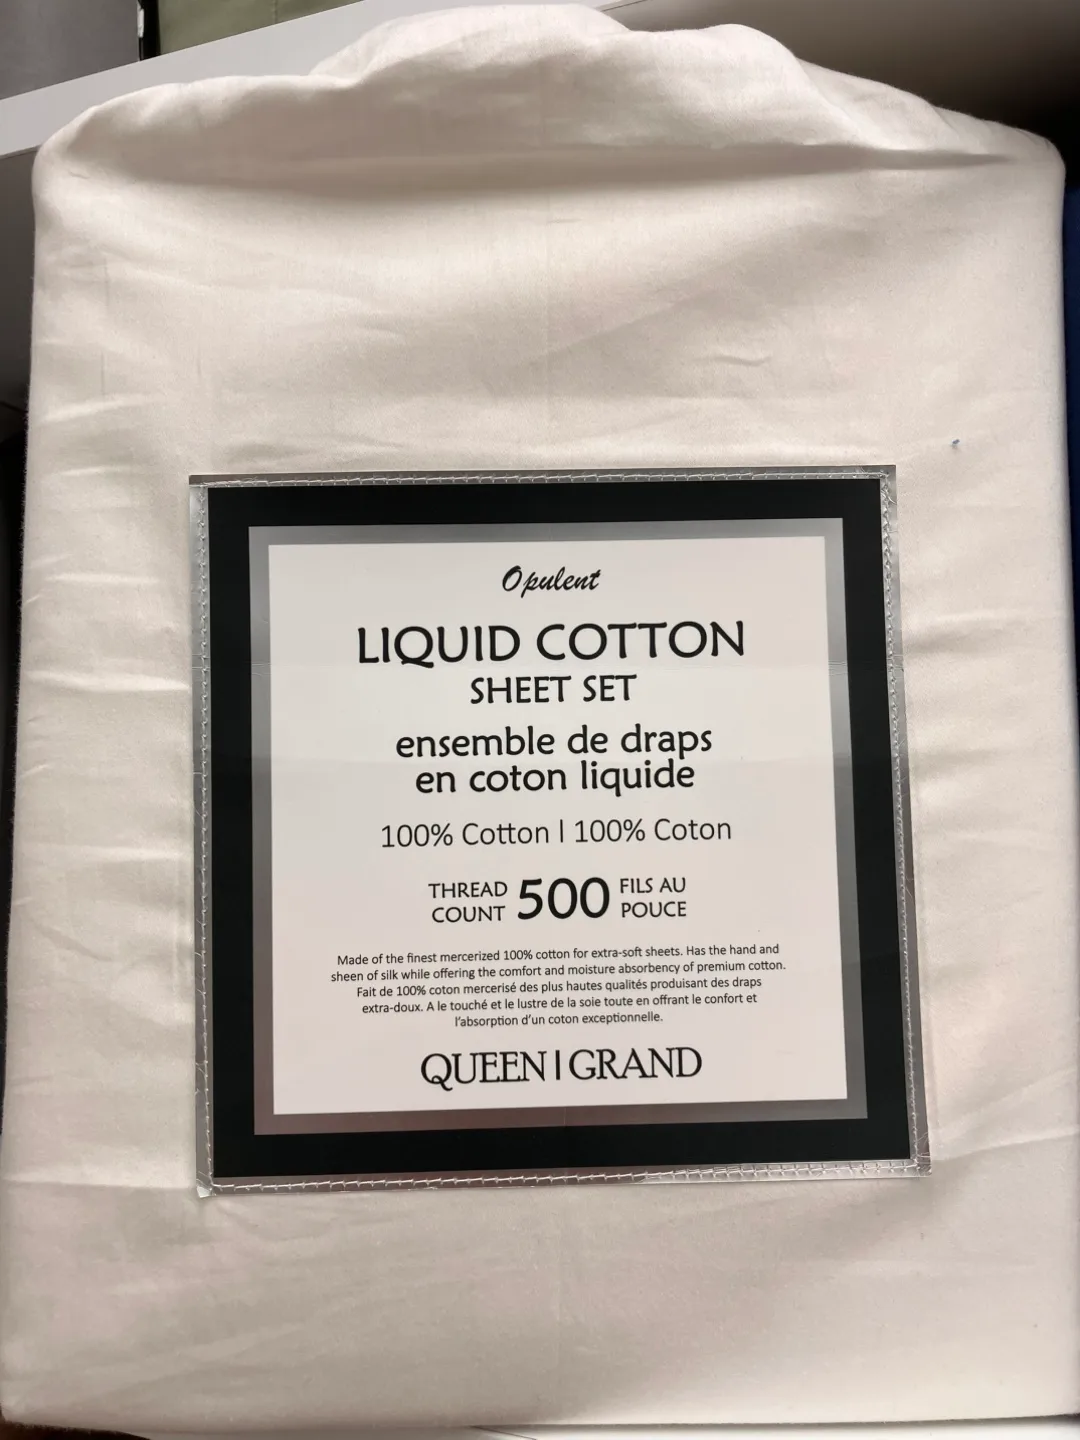 Opulent
LIQUID COTTON
SHEET SET
ensemble de draps
en coton liquide
100% Cotton | 100% Coton
THREAD COUNT 500 FILS AU POUCE
Made of the finest mercerized 100% cotton for extra-soft sheets. Has the hand and
sheen of silk while offering the comfort and moisture absorbency of premium cotton.
Fait de 100% coton mercerisé des plus hautes qualités produisant des draps
extra-doux. A le touché et le lustre de la soie toute en offrant le confort et
l'absorption d'un coton exceptionnelle.
QUEEN | GRAND